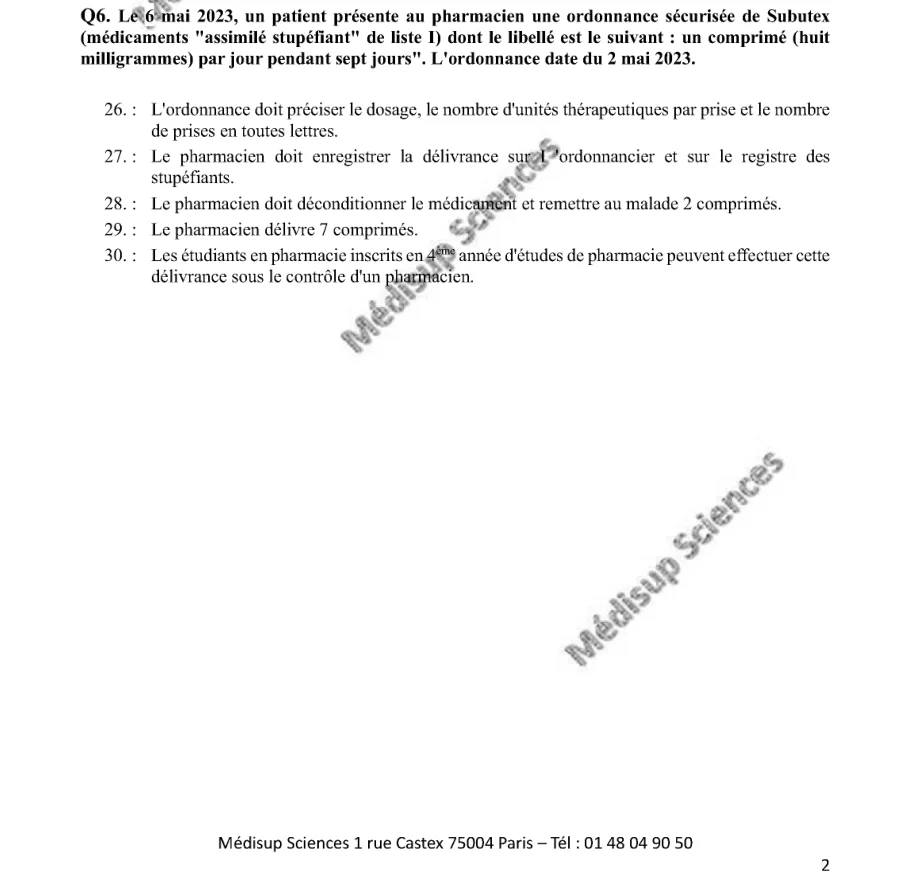 Q6. Le 6 mai 2023, un patient présente au pharmacien une ordonnance sécurisée de Subutex
(médicaments "assimilé stupéfiant" de liste I) dont le libellé est le suivant : un comprimé (huit
milligrammes) par jour pendant sept jours". L'ordonnance date du 2 mai 2023.
26. : L'ordonnance doit préciser le dosage, le nombre d'unités thérapeutiques par prise et le nombre
de prises en toutes lettres.
27. : Le pharmacien doit enregistrer la délivrance sur l'ordonnancier et sur le registre des
stupéfiants.
28. : Le pharmacien doit déconditionner le médicament et remettre au malade 2 comprimés.
29. : Le pharmacien délivre 7 comprimés.
30. : Les étudiants en pharmacie inscrits en 4ème année d'études de pharmacie peuvent effectuer cette
délivrance sous le contrôle d'un pharmacien.
Médisup Sciences
Médisup Sciences
Médisup Sciences 1 rue Castex 75004 Paris – Tél : 01 48 04 90 50
2